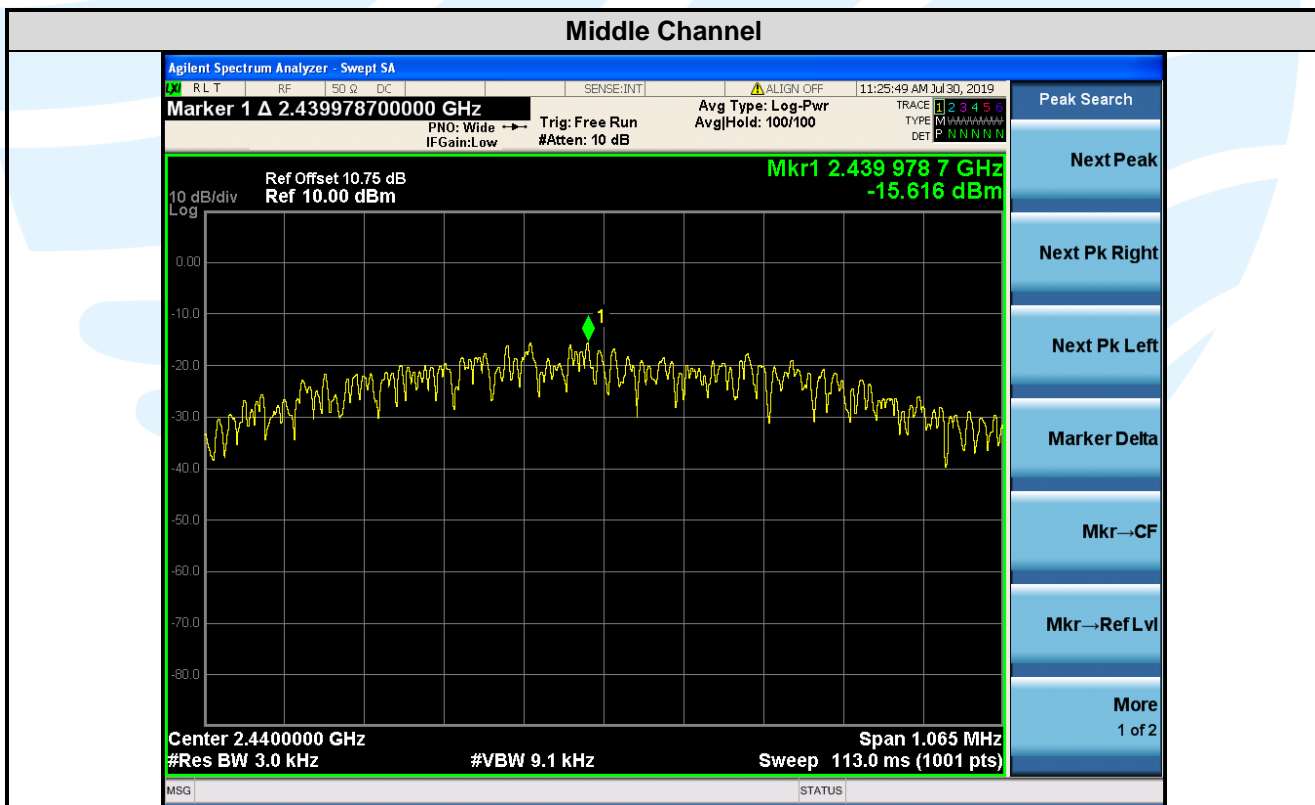 Middle Channel
Agilent Spectrum Analyzer - Swept SA
LXI RLT RF 50 Ω DC SENSE:INT ALIGN OFF 11:25:49 AM Jul 30, 2019
Marker 1 Δ 2.439978700000 GHz
PNO: Wide
IFGain:Low
Trig: Free Run
#Atten: 10 dB
Avg Type: Log-Pwr
Avg|Hold: 100/100
TRACE 1 2 3 4 5 6
TYPE M
DET P N N N N N
Peak Search
Mkr1 2.439 978 7 GHz
-15.616 dBm
Ref Offset 10.75 dB
10 dB/div Ref 10.00 dBm
Log
0.00
-10.0
-20.0
-30.0
-40.0
-50.0
-60.0
-70.0
-80.0
1
Center 2.4400000 GHz Span 1.065 MHz
#Res BW 3.0 kHz #VBW 9.1 kHz Sweep 113.0 ms (1001 pts)
MSG STATUS
Next Peak
Next Pk Right
Next Pk Left
Marker Delta
Mkr→CF
Mkr→Ref Lvl
More
1 of 2